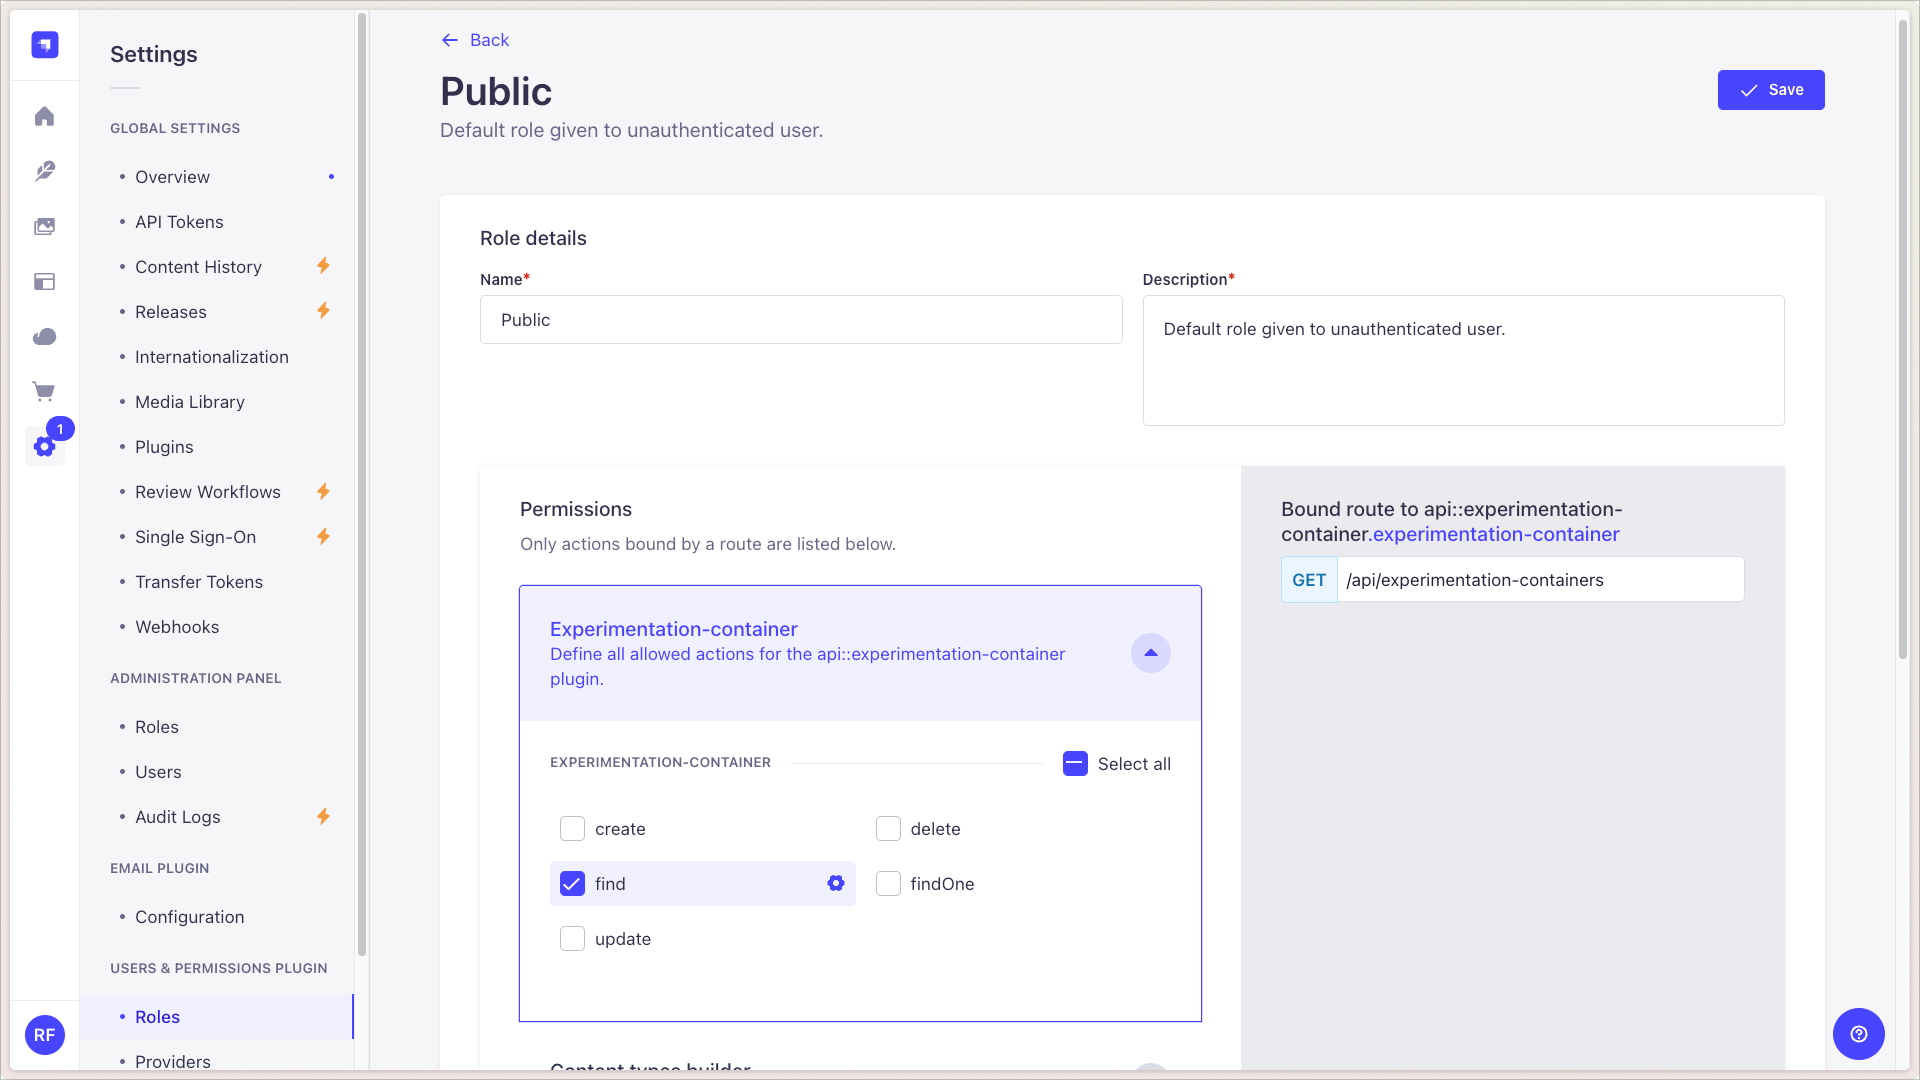 Settings
GLOBAL SETTINGS
Overview
API Tokens
Content History
Releases
Internationalization
Media Library
Plugins
Review Workflows
Single Sign-On
Transfer Tokens
Webhooks
ADMINISTRATION PANEL
Roles
Users
Audit Logs
EMAIL PLUGIN
Configuration
USERS & PERMISSIONS PLUGIN
Roles
Providers
1
RF
Back
Public
Default role given to unauthenticated user.
Save
Role details
Name*
Public
Description*
Default role given to unauthenticated user.
Permissions
Only actions bound by a route are listed below.
Experimentation-container
Define all allowed actions for the api::experimentation-container
plugin.
EXPERIMENTATION-CONTAINER
Select all
create
delete
find
findOne
update
Content types builder
Bound route to api::experimentation-
container.experimentation-container
GET /api/experimentation-containers